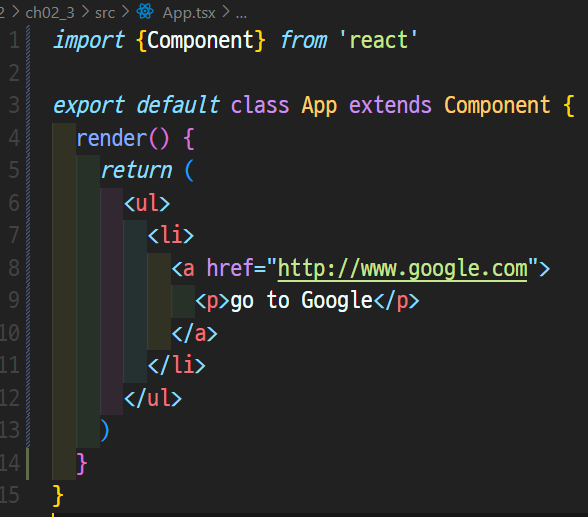 2 > ch02_3 > src > App.tsx > ...
1 import {Component} from 'react'
2
3 export default class App extends Component {
4 render() {
5 return (
6 <ul>
7 <li>
8 <a href="http://www.google.com">
9 <p>go to Google</p>
10 </a>
11 </li>
12 </ul>
13 )
14 }
15 }